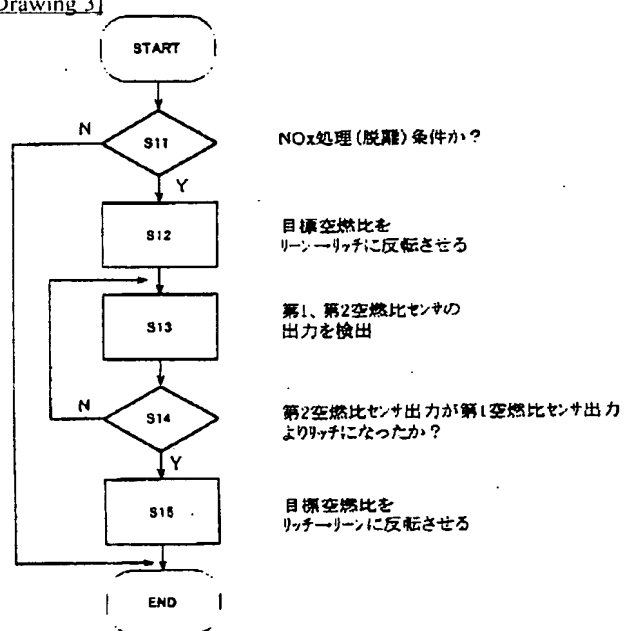 Drawing 3]
START
N
S11
NOx処理(脱離)条件か?
Y
S12
目標空燃比を
リーン→リッチに反転させる
S13
第1、第2空燃比センサの
出力を検出
N
S14
第2空燃比センサ出力が第1空燃比センサ出力
よりリッチになったか?
Y
S15
目標空燃比を
リッチ→リーンに反転させる
END